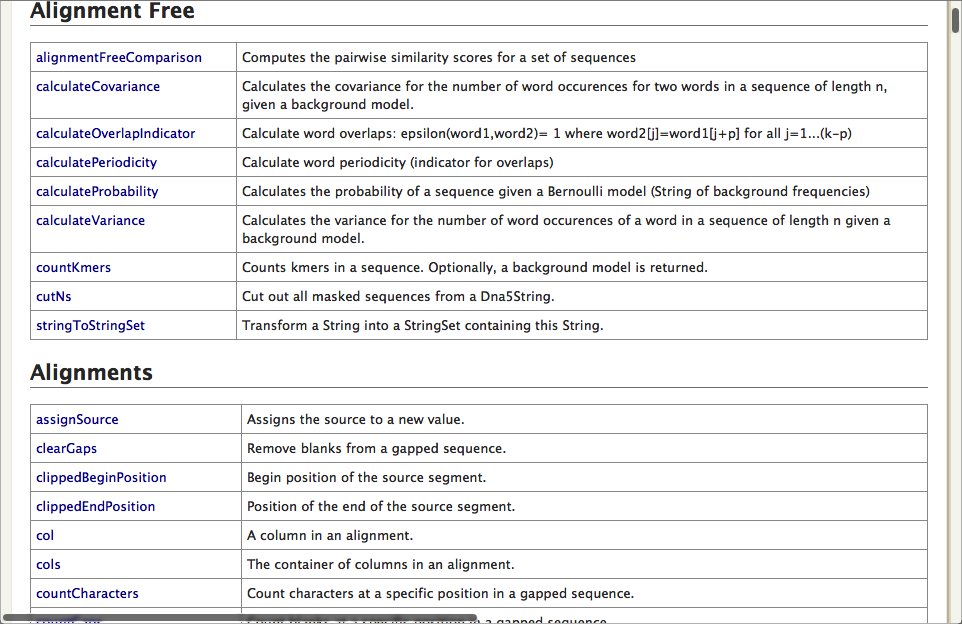 Alignment Free
alignmentFreeComparison Computes the pairwise similarity scores for a set of sequences
calculateCovariance Calculates the covariance for the number of word occurences for two words in a sequence of length n,
given a background model.
calculateOverlapIndicator Calculate word overlaps: epsilon(word1,word2)= 1 where word2[j]=word1[j+p] for all j=1...(k-p)
calculatePeriodicity Calculate word periodicity (indicator for overlaps)
calculateProbability Calculates the probability of a sequence given a Bernoulli model (String of background frequencies)
calculateVariance Calculates the variance for the number of word occurences of a word in a sequence of length n given a
background model.
countKmers Counts kmers in a sequence. Optionally, a background model is returned.
cutNs Cut out all masked sequences from a Dna5String.
stringToStringSet Transform a String into a StringSet containing this String.
Alignments
assignSource Assigns the source to a new value.
clearGaps Remove blanks from a gapped sequence.
clippedBeginPosition Begin position of the source segment.
clippedEndPosition Position of the end of the source segment.
col A column in an alignment.
cols The container of columns in an alignment.
countCharacters Count characters at a specific position in a gapped sequence.
a gapped sequence